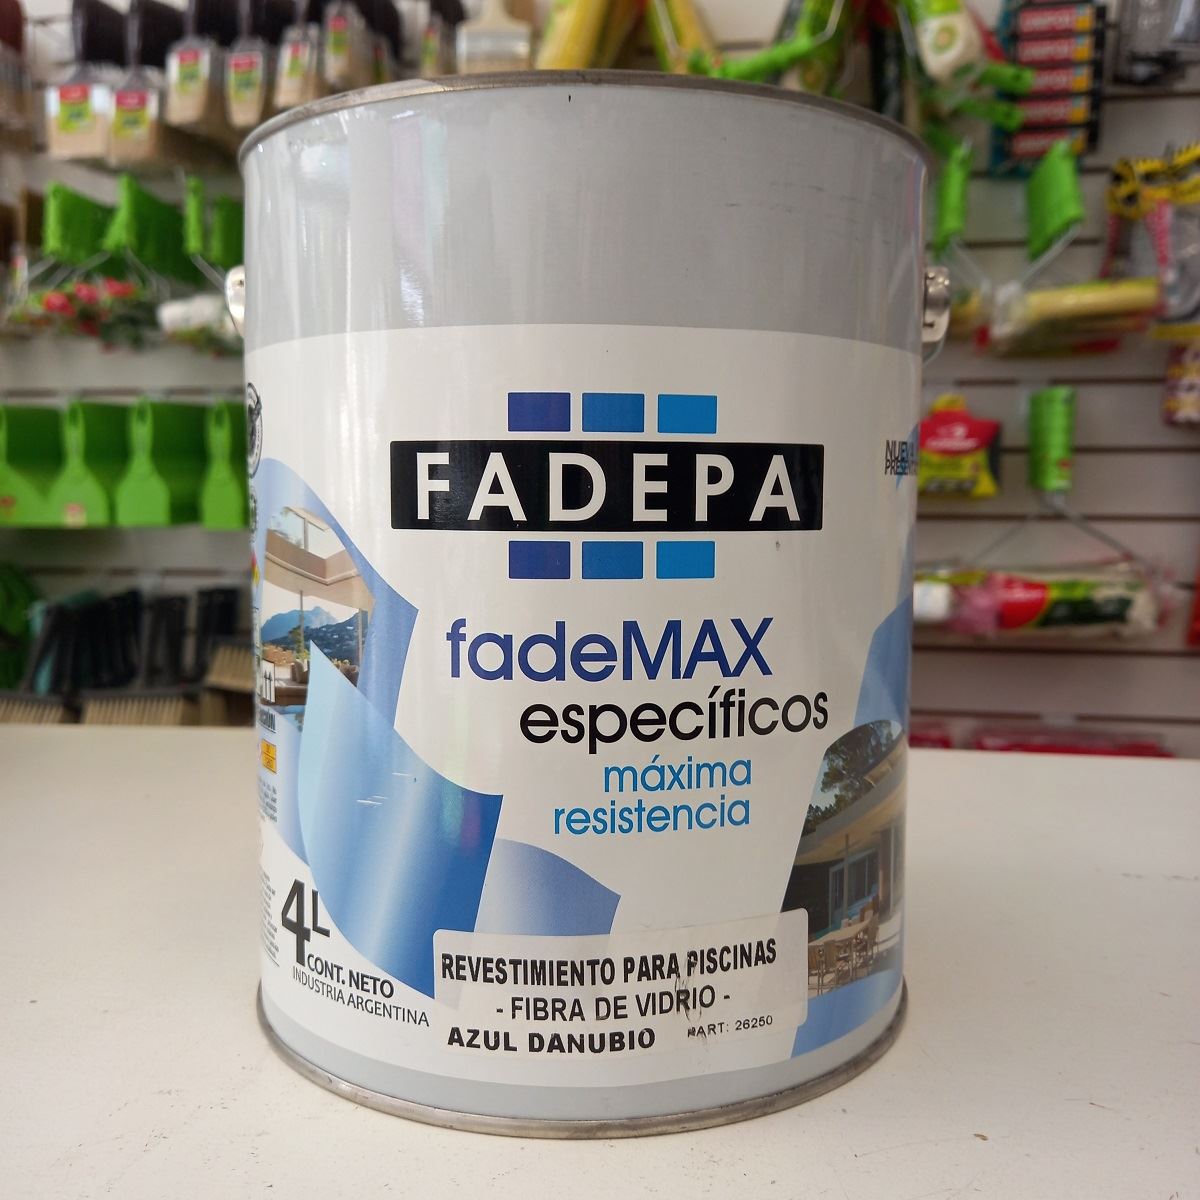 FADEPA
fadeMAX
específicos
máxima
resistencia
4L
CONT. NETO
INDUSTRIA ARGENTINA
REVESTIMIENTO PARA PISCINAS
- FIBRA DE VIDRIO -
AZUL DANUBIO
PART: 26250